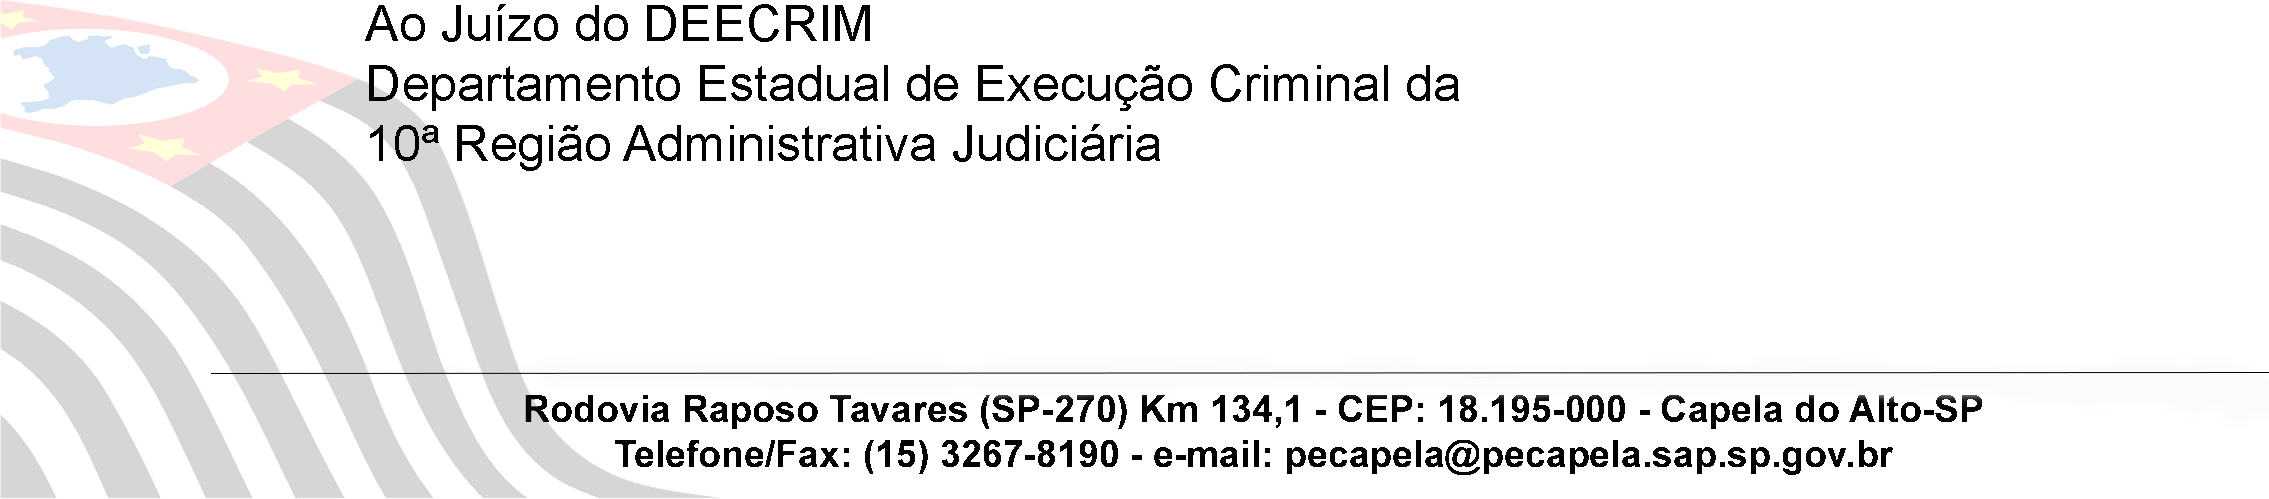 Ao Juízo do DEECRIM
Departamento Estadual de Execução Criminal da
10ª Região Administrativa Judiciária
Rodovia Raposo Tavares (SP-270) Km 134,1 - CEP: 18.195-000 - Capela do Alto-SP
Telefone/Fax: (15) 3267-8190 - e-mail: pecapela@pecapela.sap.sp.gov.br